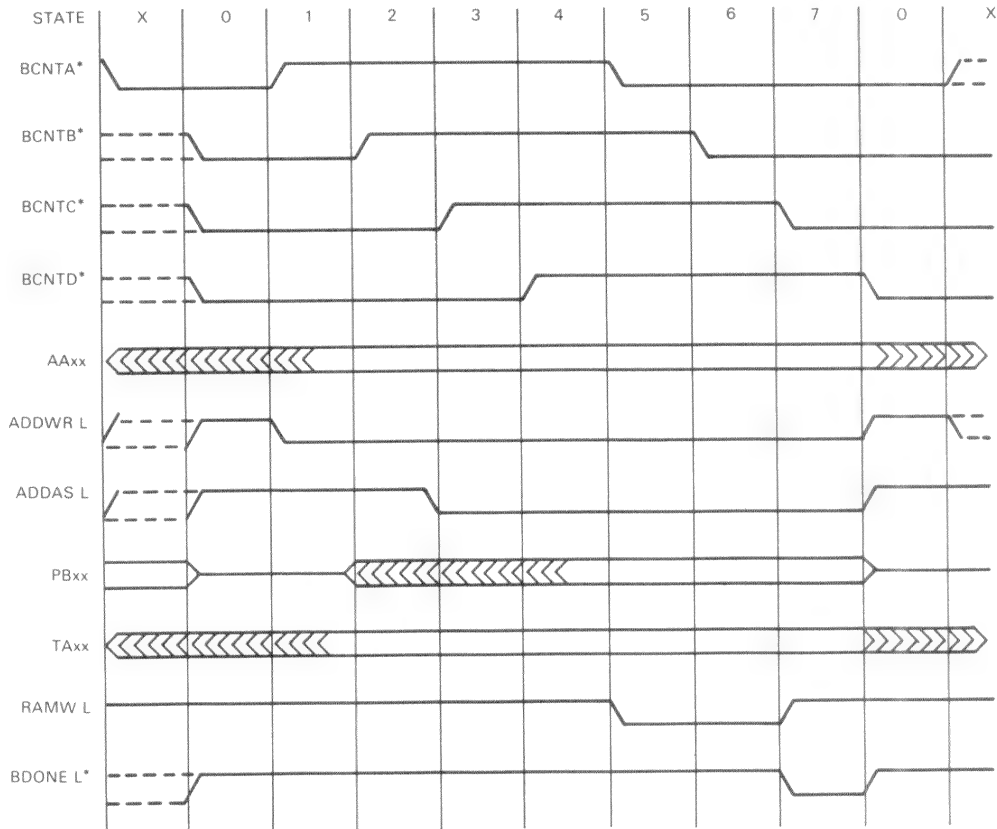 STATE X 0 1 2 3 4 5 6 7 0 X
BCNTA*
BCNTB*
BCNTC*
BCNTD*
AAxx
ADDWR L
ADDAS L
PBxx
TAxx
RAMW L
BDONE L*